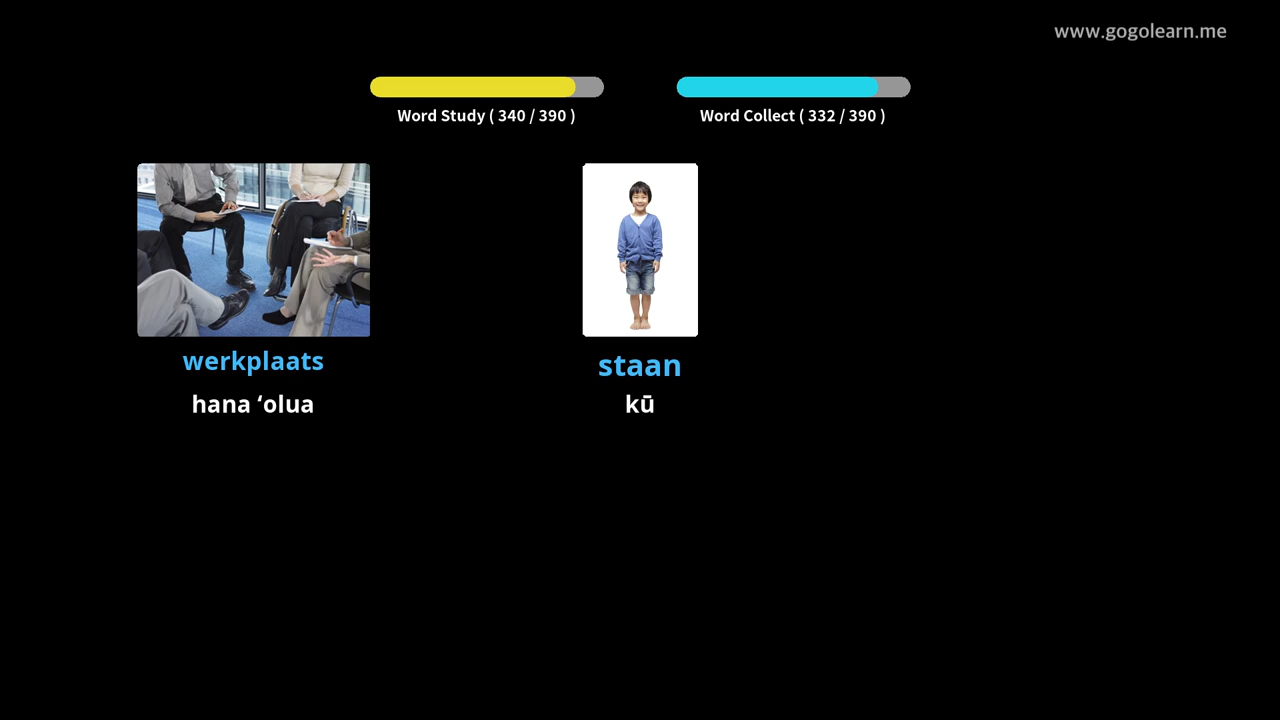 www.gogolearn.me
Word Study ( 340 / 390 )
Word Collect ( 332 / 390 )
werkplaats
hana ʻolua
staan
kū